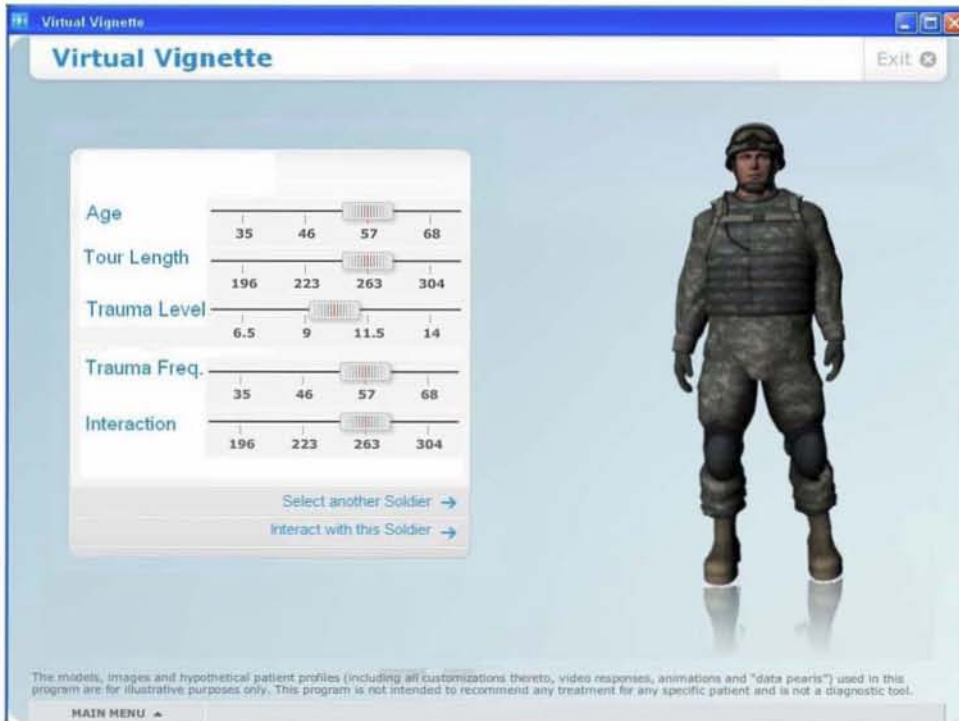 Virtual Vignette
Virtual Vignette
Exit
Age
35 46 57 68
Tour Length
196 223 263 304
Trauma Level
6.5 9 11.5 14
Trauma Freq.
35 46 57 68
Interaction
196 223 263 304
Select another Soldier →
Interact with this Soldier →
The models, images and hypothetical patient profiles (including all customizations thereto, video responses, animations and "data pearls") used in this
program are for illustrative purposes only. This program is not intended to recommend any treatment for any specific patient and is not a diagnostic tool.
MAIN MENU